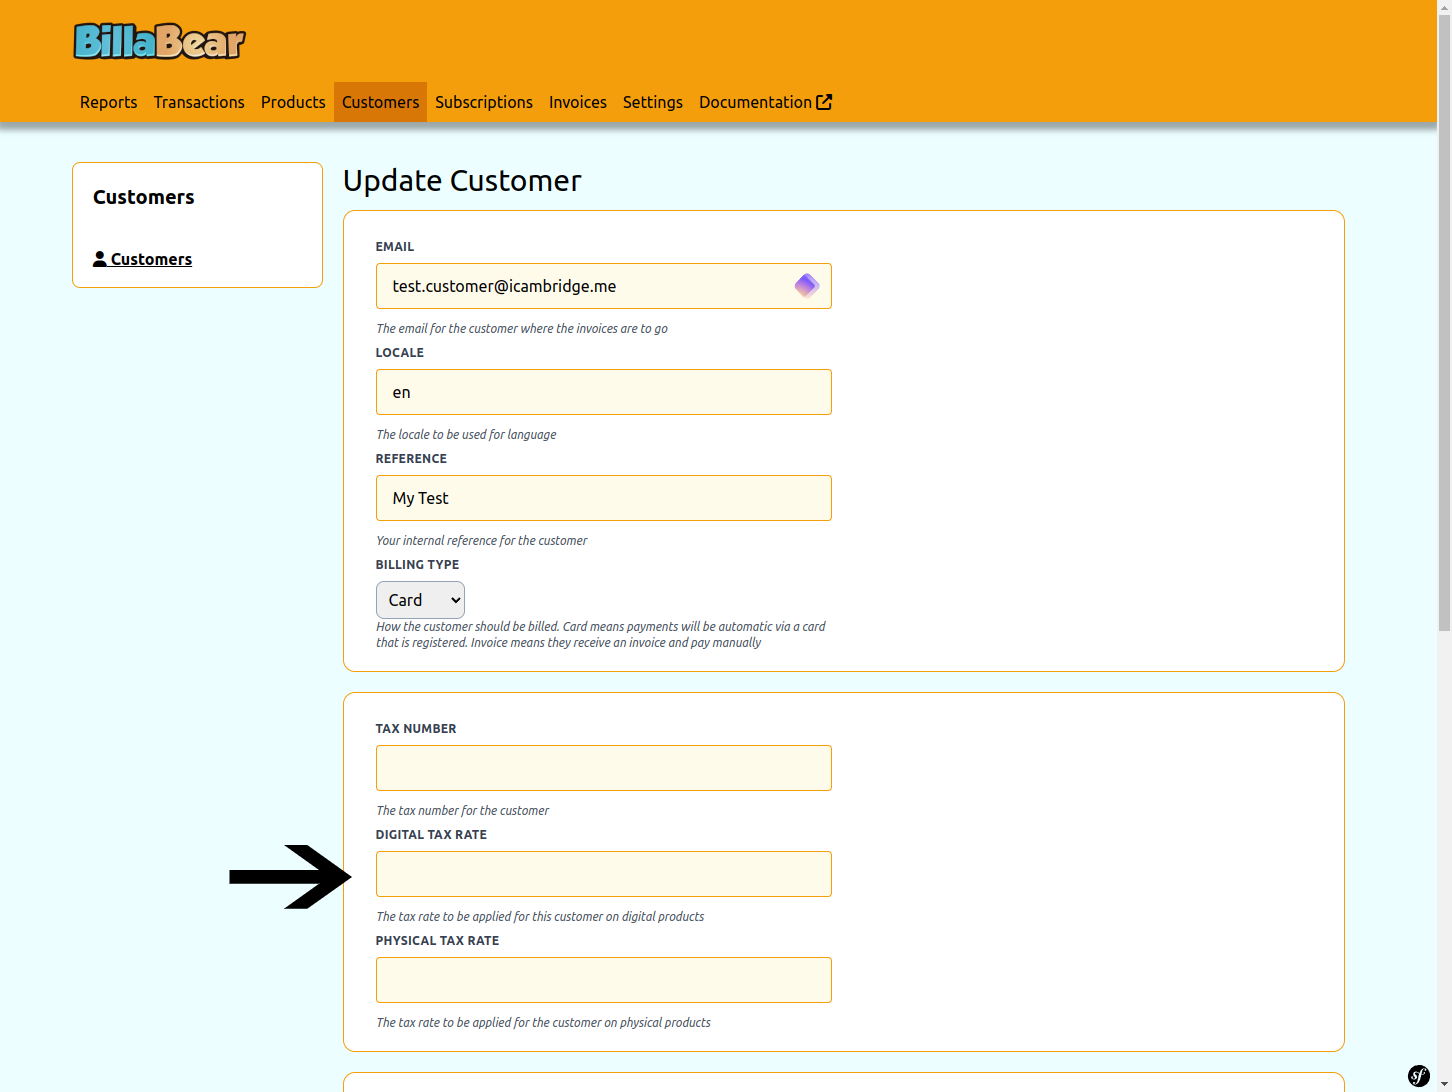 BillaBear
Reports Transactions Products Customers Subscriptions Invoices Settings Documentation
Customers
Customers
Update Customer
EMAIL
test.customer@icambridge.me
The email for the customer where the invoices are to go
LOCALE
en
The locale to be used for language
REFERENCE
My Test
Your internal reference for the customer
BILLING TYPE
Card
How the customer should be billed. Card means payments will be automatic via a card
that is registered. Invoice means they receive an invoice and pay manually
TAX NUMBER
The tax number for the customer
DIGITAL TAX RATE
The tax rate to be applied for this customer on digital products
PHYSICAL TAX RATE
The tax rate to be applied for the customer on physical products
sf